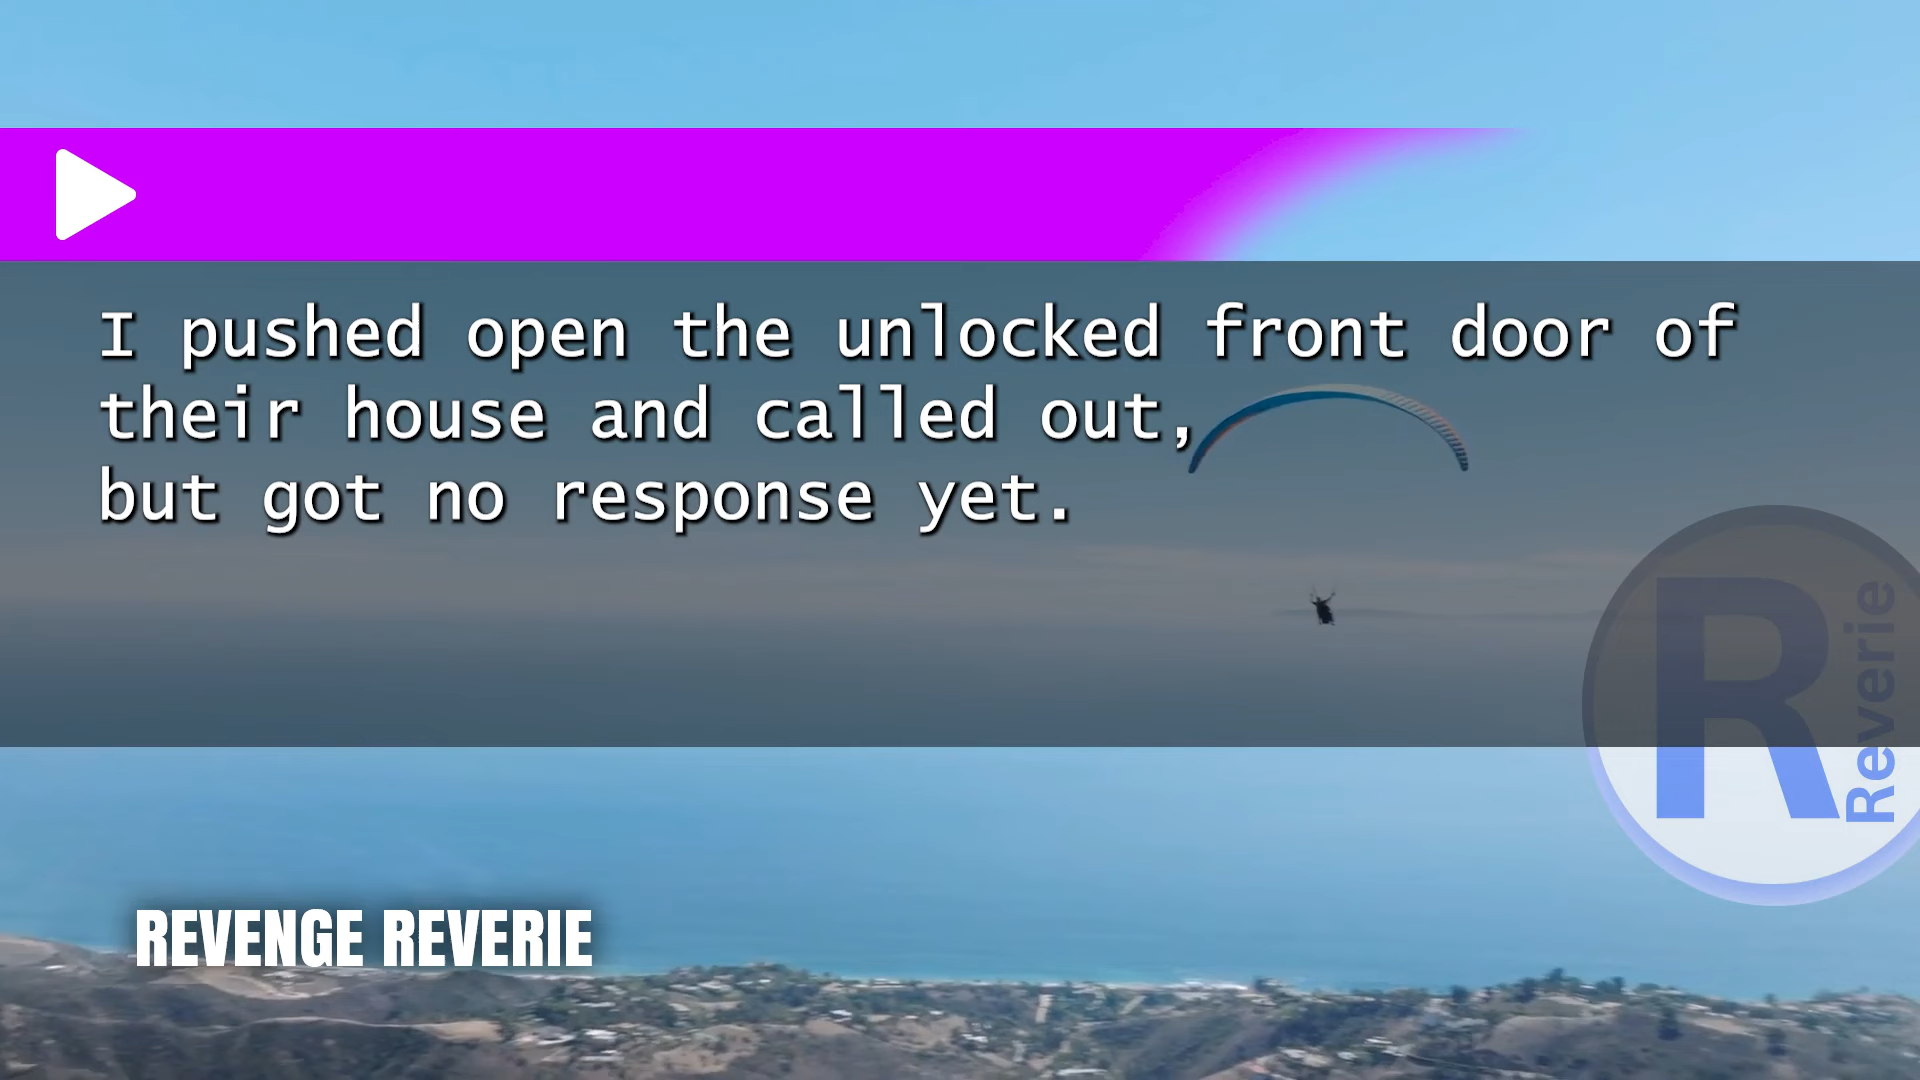 I pushed open the unlocked front door of
their house and called out,
but got no response yet.
R
Reverie
REVENGE REVERIE